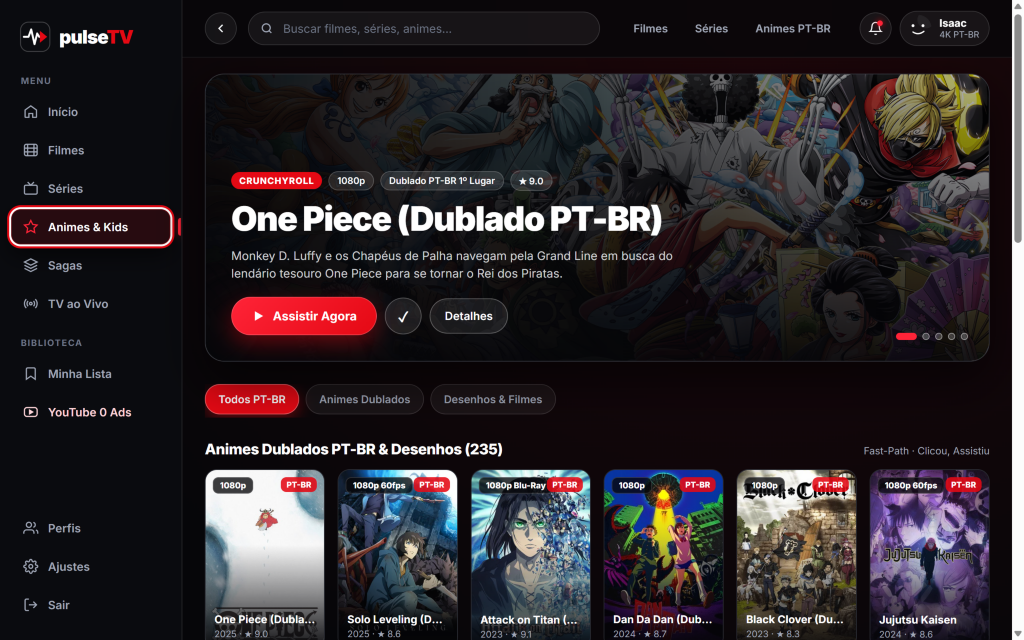 pulseTV
MENU
Início
Filmes
Séries
Animes & Kids
Sagas
TV ao Vivo
BIBLIOTECA
Minha Lista
YouTube 0 Ads
Perfis
Ajustes
Sair
Buscar filmes, séries, animes...
Filmes
Séries
Animes PT-BR
Isaac
4K PT-BR
CRUNCHYROLL
1080p
Dublado PT-BR 1º Lugar
★ 9.0
One Piece (Dublado PT-BR)
Monkey D. Luffy e os Chapéus de Palha navegam pela Grand Line em busca do
lendário tesouro One Piece para se tornar o Rei dos Piratas.
Assistir Agora
Detalhes
Todos PT-BR
Animes Dublados
Desenhos & Filmes
Animes Dublados PT-BR & Desenhos (235)
Fast-Path · Clicou, Assistiu
1080p
PT-BR
One Piece (Dubla...
2025 · ★ 9.0
1080p 60fps
PT-BR
Solo Leveling (D...
2025 · ★ 8.6
1080p Blu-Ray
PT-BR
Attack on Titan (...
2023 · ★ 9.1
1080p
PT-BR
Dan Da Dan (Dub...
2024 · ★ 8.7
1080p
PT-BR
Black Clover
Black Clover (Du...
2023 · ★ 8.3
1080p 60fps
PT-BR
JUJUTSU KAISEN
Jujutsu Kaisen
2024 · ★ 8.6